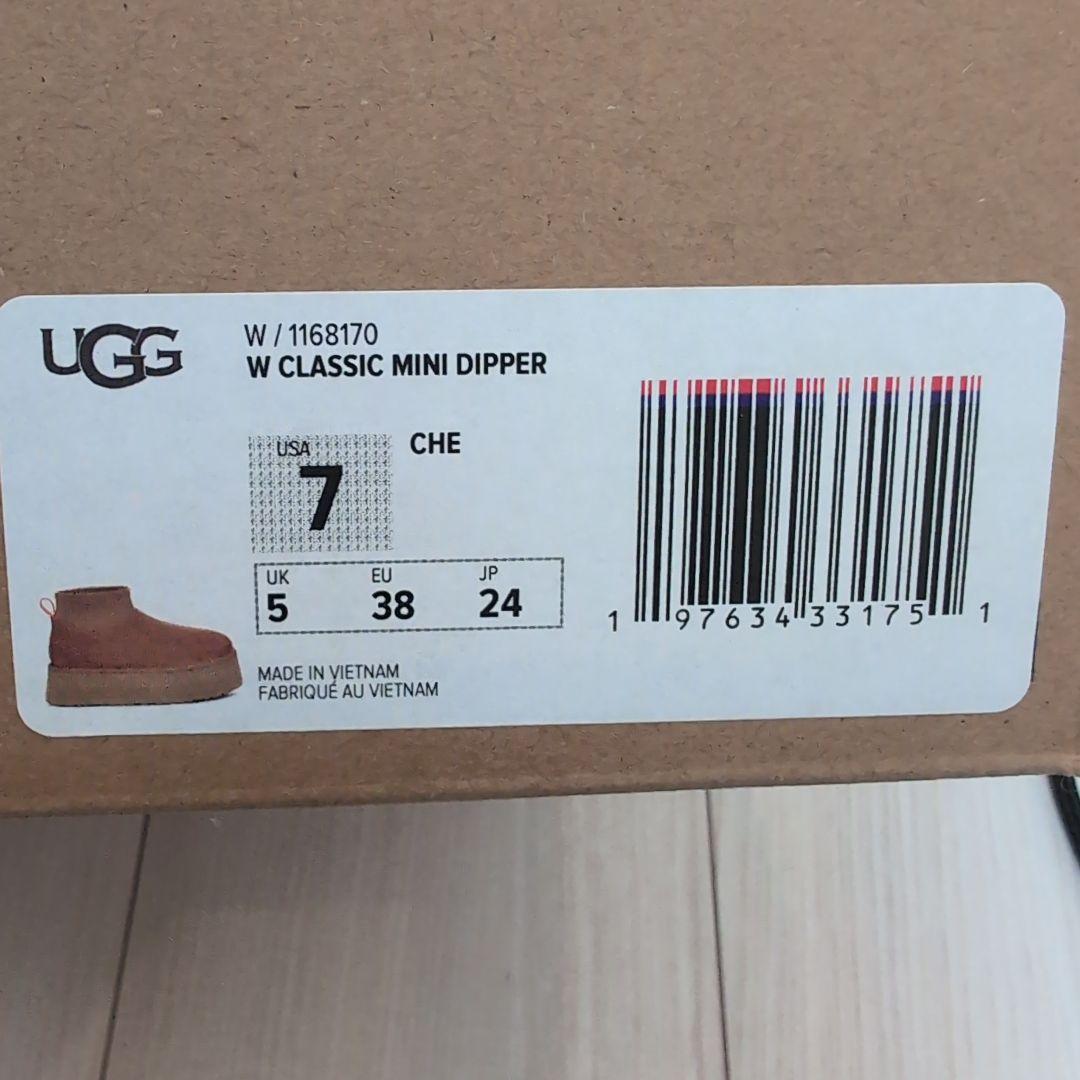 UGG
W / 1168170
W CLASSIC MINI DIPPER
USA
7
CHE
UK EU JP
5 38 24
MADE IN VIETNAM
FABRIQUÉ AU VIETNAM
1 97634 33175 1